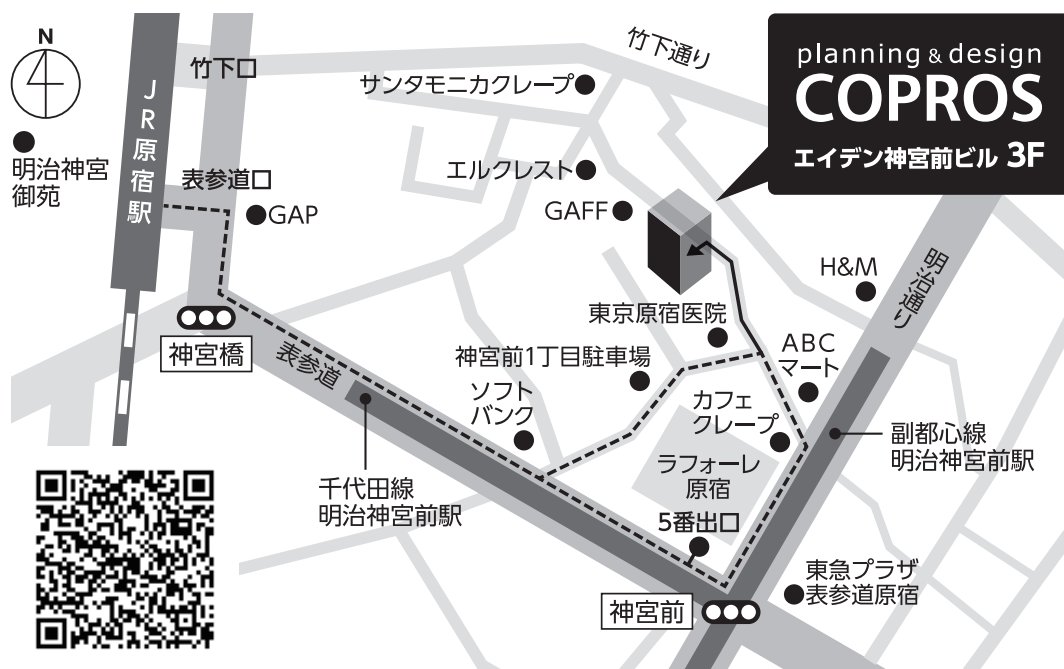 N
竹下口
竹下通り
planning & design
COPROS
エイデン神宮前ビル 3F
サンタモニカクレープ
JR原宿駅
明治神宮
御苑
表参道口
エルクレスト
GAP
GAFF
H&M
明治通り
東京原宿医院
神宮橋
表参道
神宮前1丁目駐車場
ABC
マート
ソフト
バンク
カフェ
クレープ
副都心線
明治神宮前駅
ラフォーレ
原宿
千代田線
明治神宮前駅
5番出口
東急プラザ
表参道原宿
神宮前